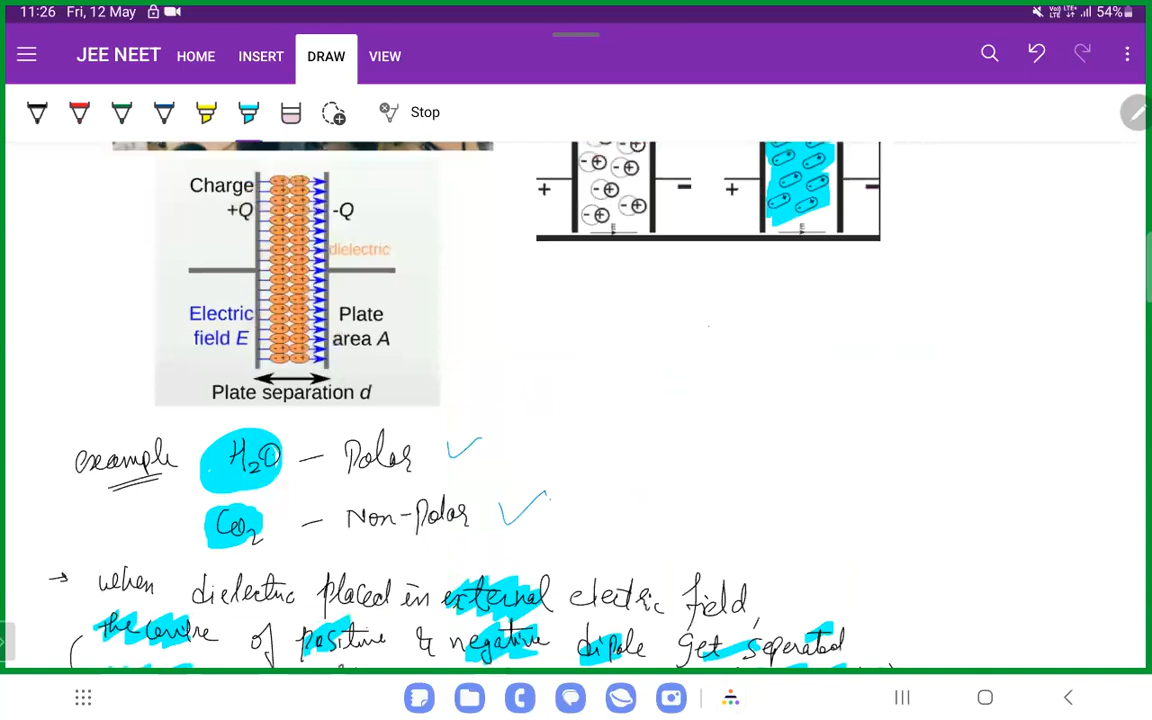 11:26 Fri, 12 May 54%
JEE NEET HOME INSERT DRAW VIEW
Stop
Charge
+Q -Q
dielectric
Electric Plate
field E area A
Plate separation d
+ - + -
example H2O – Polar
CO2 – Non-Polar
→ when dielectric placed in external electric field,
the centre of positive & negative dipole get seperated